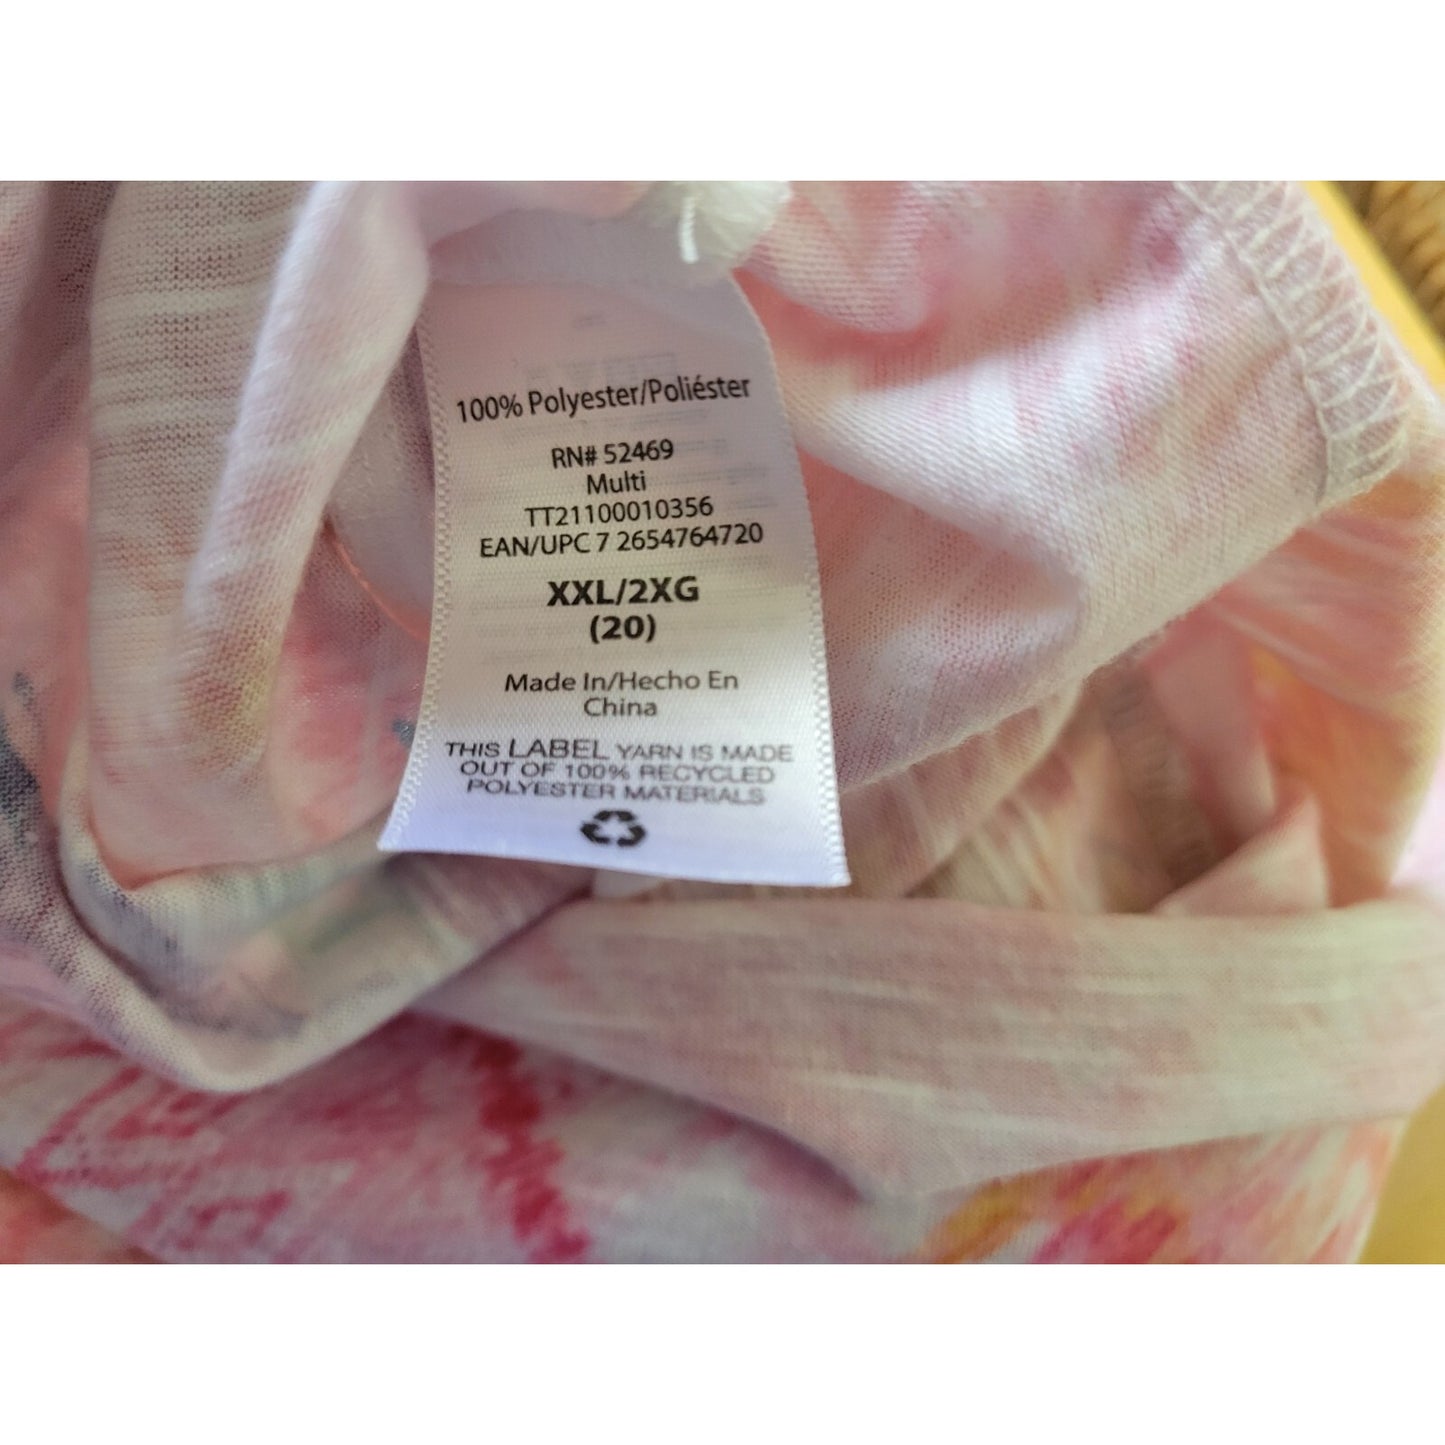 100% Polyester/Poliéster
RN# 52469
Multi
TT21100010356
EAN/UPC 7 2654764720
XXL/2XG
(20)
Made In/Hecho En
China
THIS LABEL YARN IS MADE
OUT OF 100% RECYCLED
POLYESTER MATERIALS